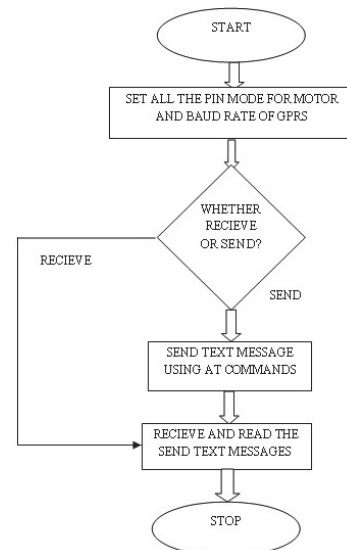 START
SET ALL THE PIN MODE FOR MOTOR
AND BAUD RATE OF GPRS
WHETHER
RECIEVE
OR SEND?
RECIEVE
SEND
SEND TEXT MESSAGE
USING AT COMMANDS
RECIEVE AND READ THE
SEND TEXT MESSAGES
STOP